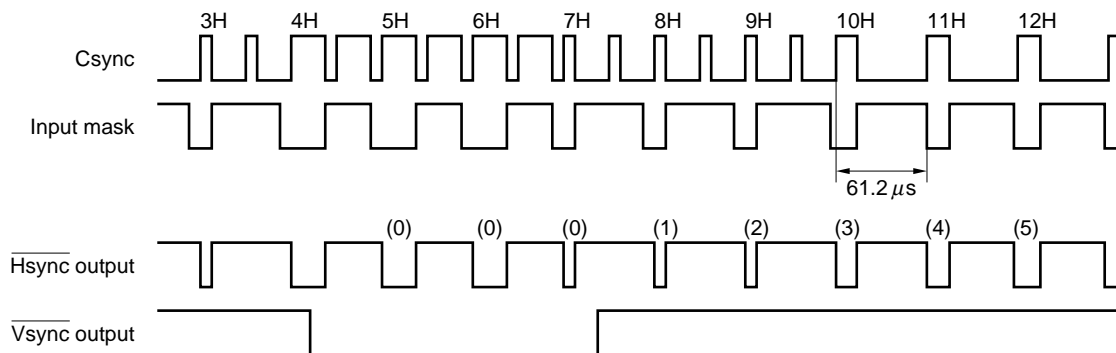 3H 4H 5H 6H 7H 8H 9H 10H 11H 12H
Csync
Input mask
61.2 μs
(0) (0) (0) (1) (2) (3) (4) (5)
Hsync output
Vsync output